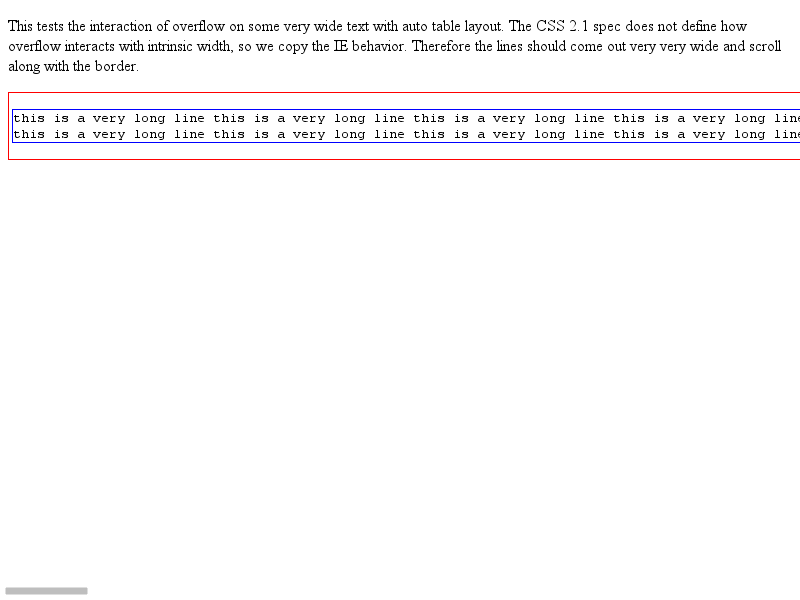 This tests the interaction of overflow on some very wide text with auto table layout. The CSS 2.1 spec does not define how
overflow interacts with intrinsic width, so we copy the IE behavior. Therefore the lines should come out very very wide and scroll
along with the border.
this is a very long line this is a very long line this is a very long line this is a very long line
this is a very long line this is a very long line this is a very long line this is a very long line